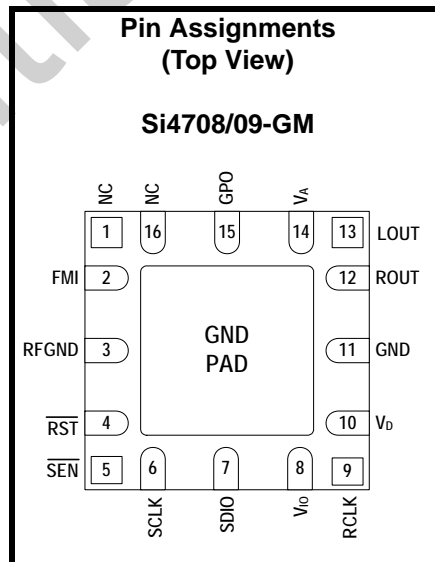 Pin Assignments
(Top View)
Si4708/09-GM
NC
NC
GPO
VA
1
16
15
14
13
LOUT
FMI
2
12
ROUT
GND
PAD
RFGND
3
11
GND
RST
4
10
VD
SEN
5
6
7
8
9
SCLK
SDIO
VIO
RCLK